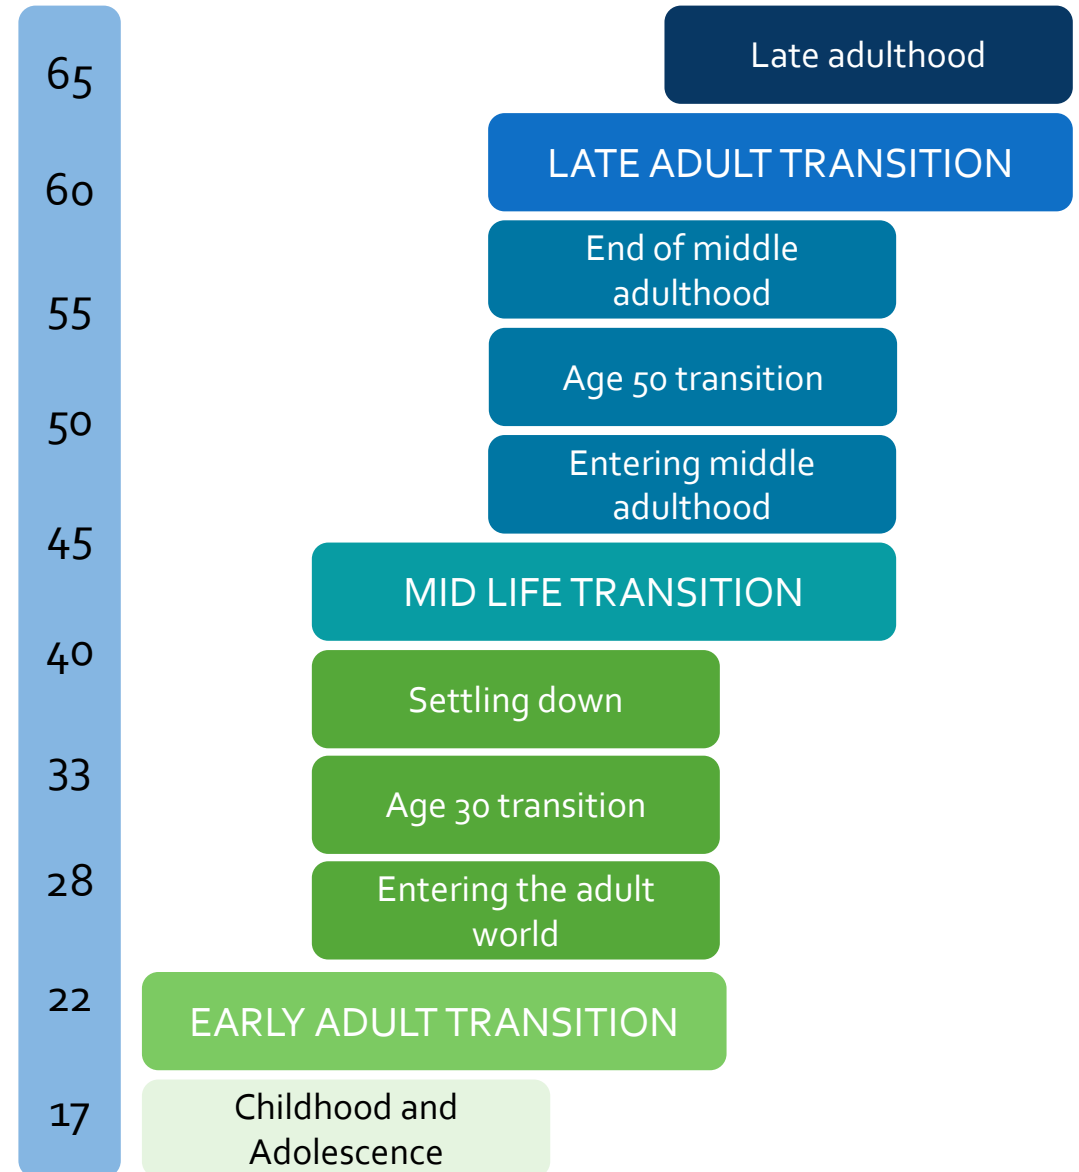 65
Late adulthood
LATE ADULT TRANSITION
60
End of middle
adulthood
55
Age 50 transition
50
Entering middle
adulthood
45
MID LIFE TRANSITION
40
Settling down
33
Age 30 transition
28
Entering the adult
world
22
EARLY ADULT TRANSITION
17
Childhood and
Adolescence